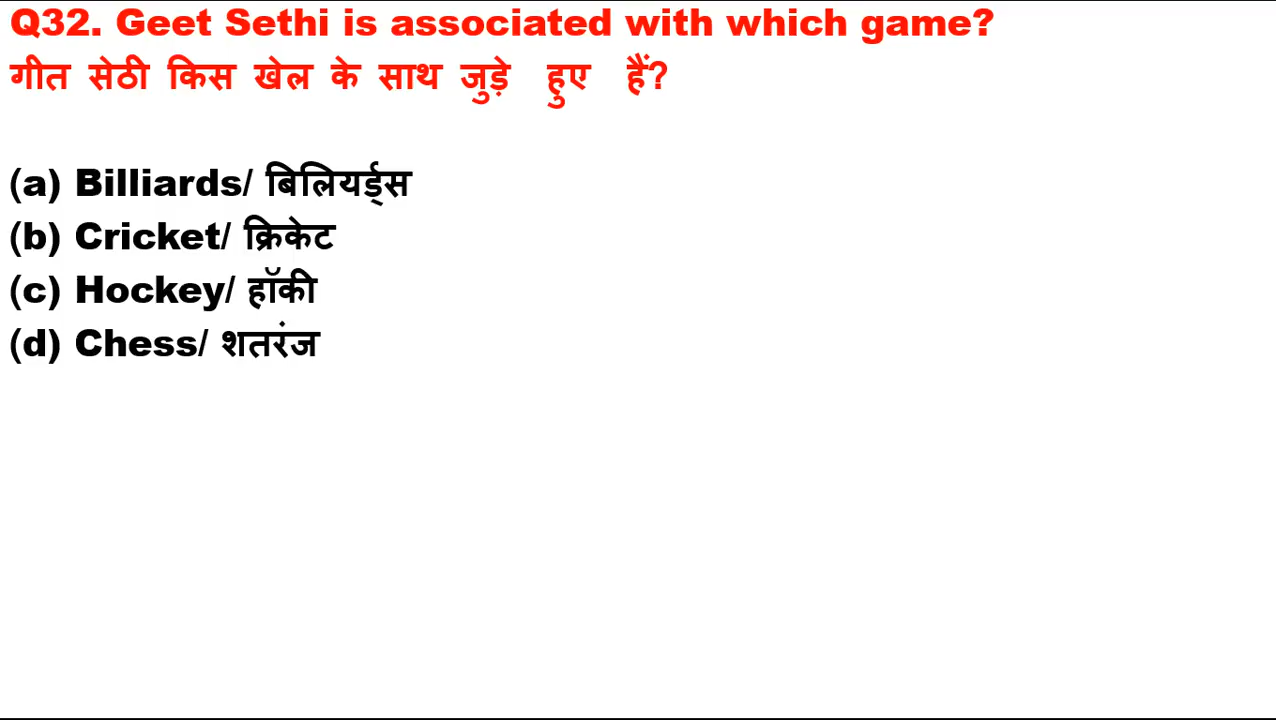 Q32. Geet Sethi is associated with which game?
गीत सेठी किस खेल के साथ जुड़े हुए हैं?
(a) Billiards/ बिलियर्ड्स
(b) Cricket/ क्रिकेट
(c) Hockey/ हॉकी
(d) Chess/ शतरंज